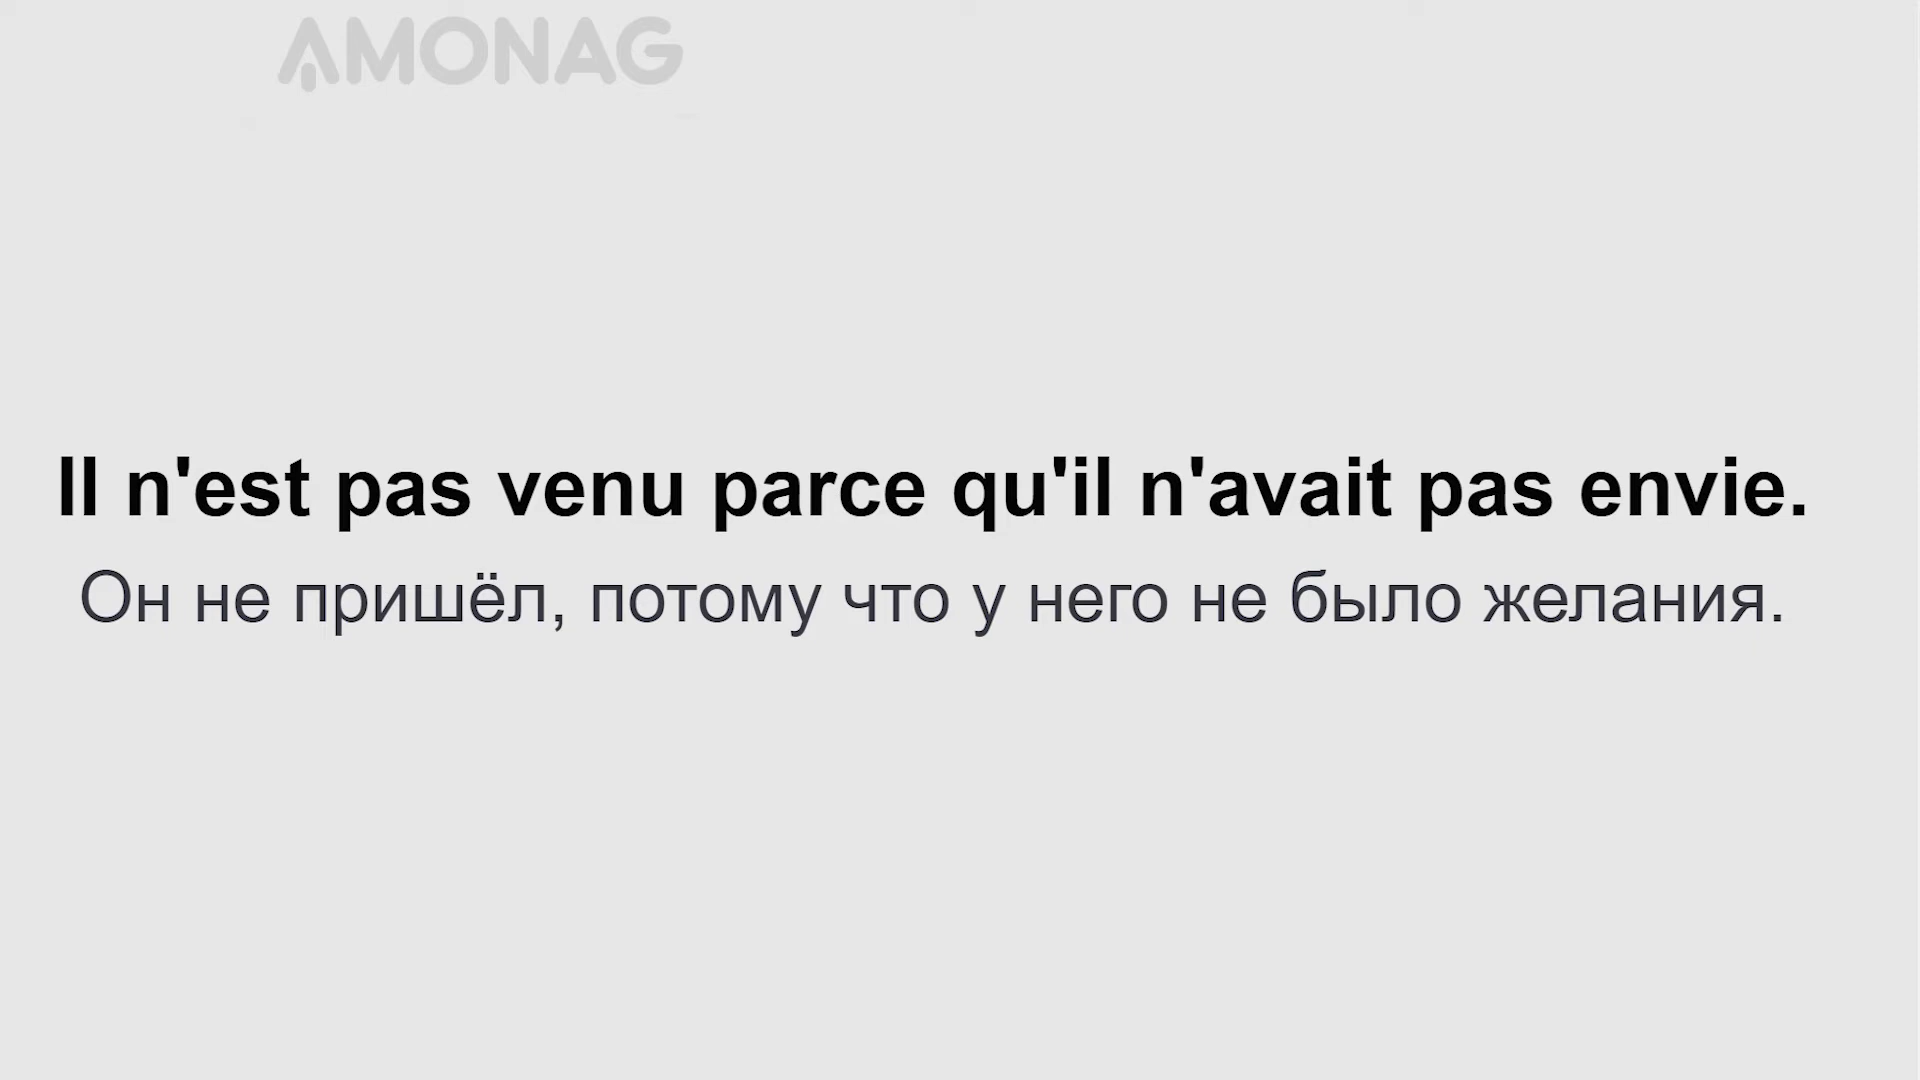 AMONAG
Il n'est pas venu parce qu'il n'avait pas envie.
Он не пришёл, потому что у него не было желания.